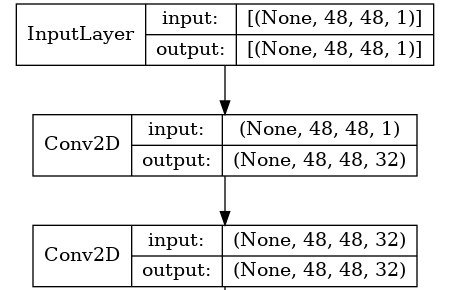 InputLayer
input: [(None, 48, 48, 1)]
output: [(None, 48, 48, 1)]
Conv2D
input: (None, 48, 48, 1)
output: (None, 48, 48, 32)
Conv2D
input: (None, 48, 48, 32)
output: (None, 48, 48, 32)